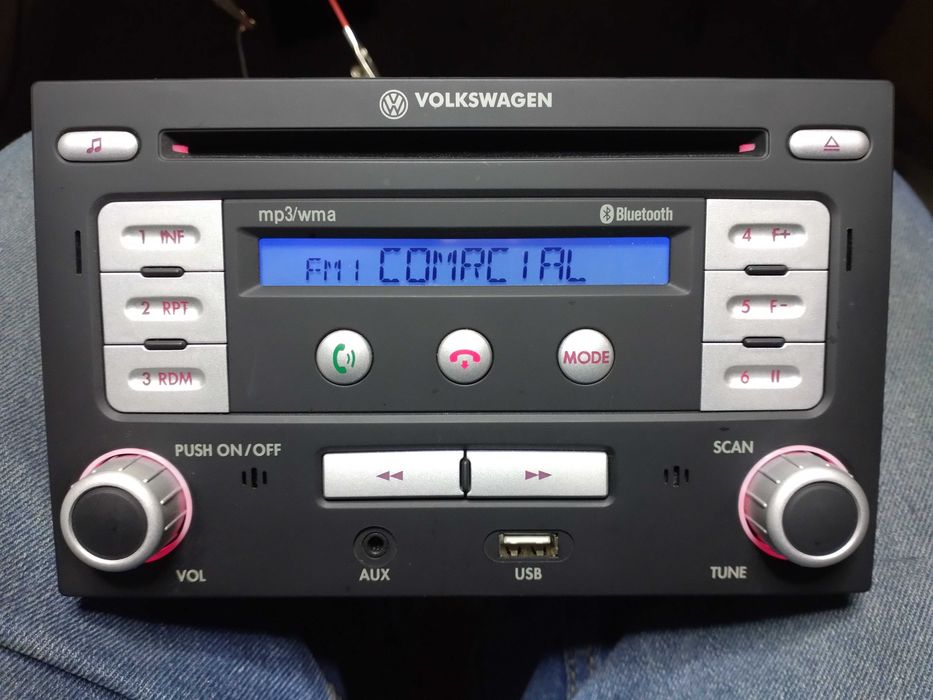 VOLKSWAGEN
mp3/wma
Bluetooth
FM1 COMRCIAL
1 INF
2 RPT
3 RDM
4 F+
5 F-
6 II
MODE
PUSH ON/OFF
SCAN
VOL
AUX
USB
TUNE